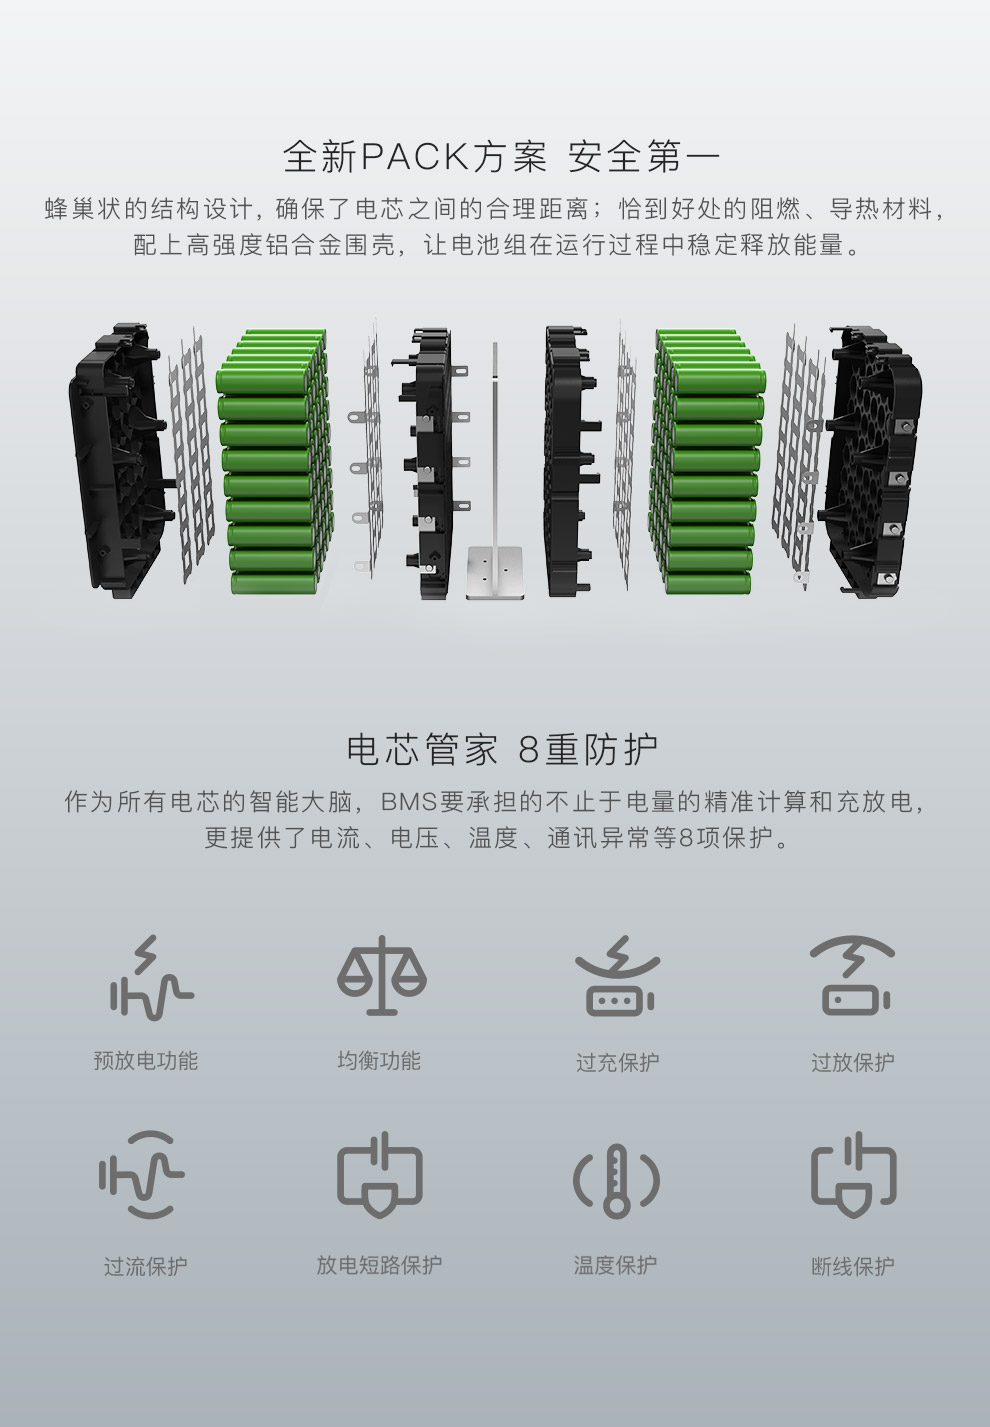 全新PACK方案 安全第一
蜂巢状的结构设计，确保了电芯之间的合理距离；恰到好处的阻燃、导热材料，
配上高强度铝合金围壳，让电池组在运行过程中稳定释放能量。
电芯管家 8重防护
作为所有电芯的智能大脑，BMS要承担的不止于电量的精准计算和充放电，
更提供了电流、电压、温度、通讯异常等8项保护。
预放电功能 均衡功能 过充保护 过放保护
过流保护 放电短路保护 温度保护 断线保护